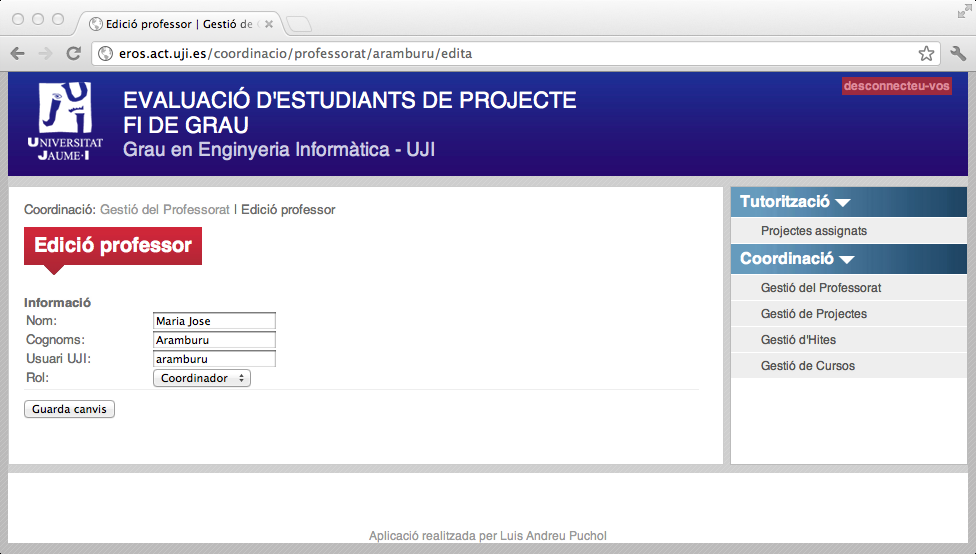 Edició professor | Gestió de
eros.act.uji.es/coordinacio/professorat/aramburu/edita
desconnecteu-vos
UNIVERSITAT
JAUME·I
EVALUACIÓ D'ESTUDIANTS DE PROJECTE
FI DE GRAU
Grau en Enginyeria Informàtica - UJI
Coordinació: Gestió del Professorat | Edició professor
Edició professor
Informació
Nom: Maria Jose
Cognoms: Aramburu
Usuari UJI: aramburu
Rol: Coordinador
Guarda canvis
Tutorització
Projectes assignats
Coordinació
Gestió del Professorat
Gestió de Projectes
Gestió d'Hites
Gestió de Cursos
Aplicació realitzada per Luis Andreu Puchol